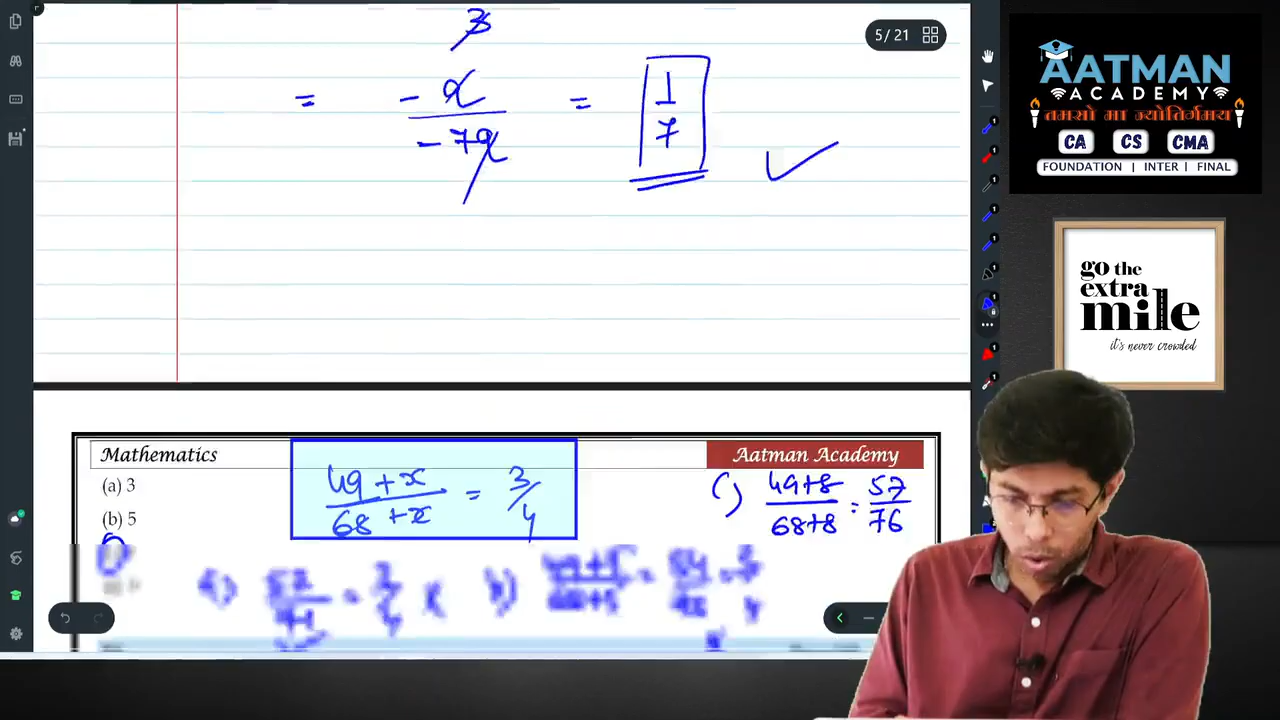 3
= -x / -7x = 1/7
5 / 21
AATMAN
ACADEMY
तमसो मा ज्योतिर्गमय
CA CS CMA
FOUNDATION | INTER | FINAL
go the
extra
mile
it's never crowded
Mathematics
Aatman Academy
(a) 3
(b) 5
49+x / 68+x = 3/4
c) 49+8 / 68+8 = 57/76